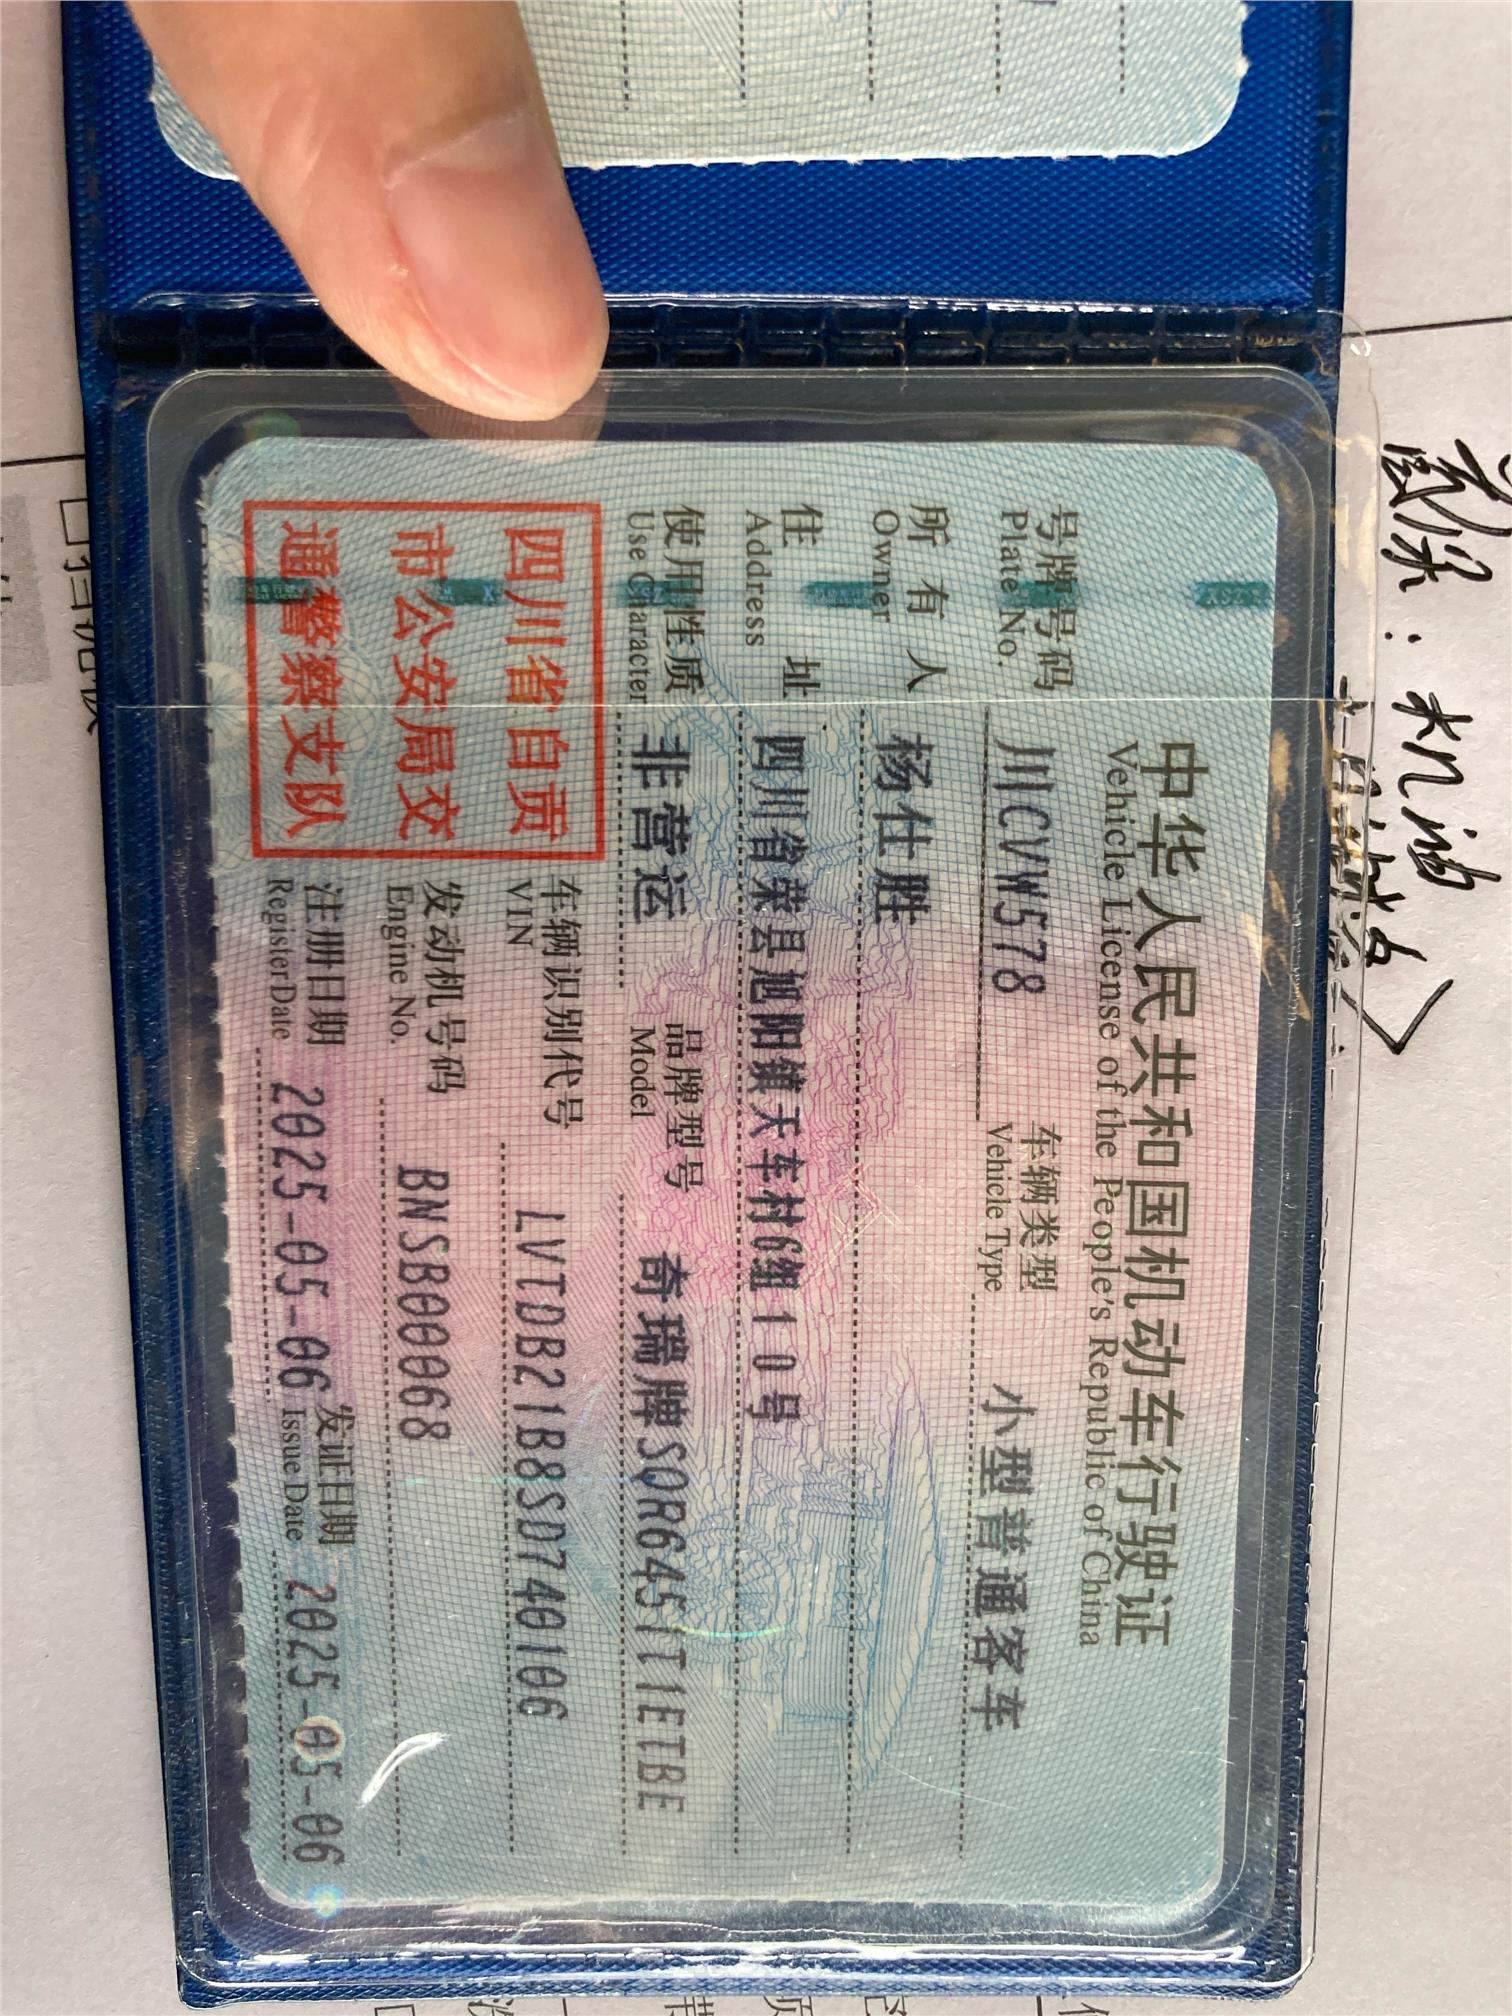 中华人民共和国机动车行驶证
Vehicle License of the People's Republic of China
号牌号码 川CVW578 车辆类型 小型普通客车
Plate No. Vehicle Type
所有人 杨仕胜
Owner
住址 四川省荣县旭阳镇天车村6组10号
Address
使用性质 非营运 品牌型号 奇瑞牌SQR6451T1ETBE
Use Character Model
四川省自贡
市公安局交
通警察支队
车辆识别代号 LVTDB21B8SD740106
VIN
发动机号码 BNSB00068
Engine No.
注册日期 2025-05-06 发证日期 2025-05-06
Register Date Issue Date
机油